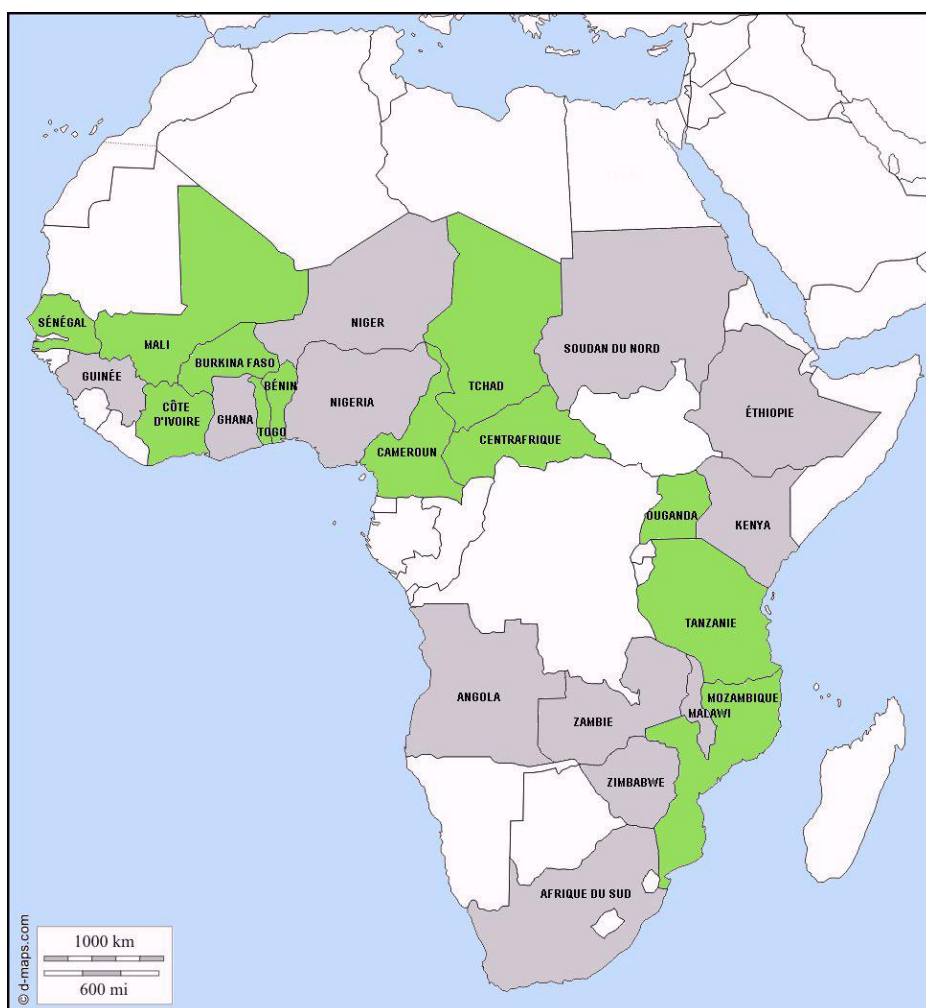 SÉNÉGAL
MALI
NIGER
SOUDAN DU NORD
BURKINA FASO
GUINÉE
BÉNIN
TCHAD
CÔTE
D'IVOIRE
GHANA
TOGO
NIGERIA
ÉTHIOPIE
CAMEROUN
CENTRAFRIQUE
OUGANDA
KENYA
TANZANIE
ANGOLA
MOZAMBIQUE
MALAWI
ZAMBIE
ZIMBABWE
AFRIQUE DU SUD
1000 km
600 mi
© d-maps.com